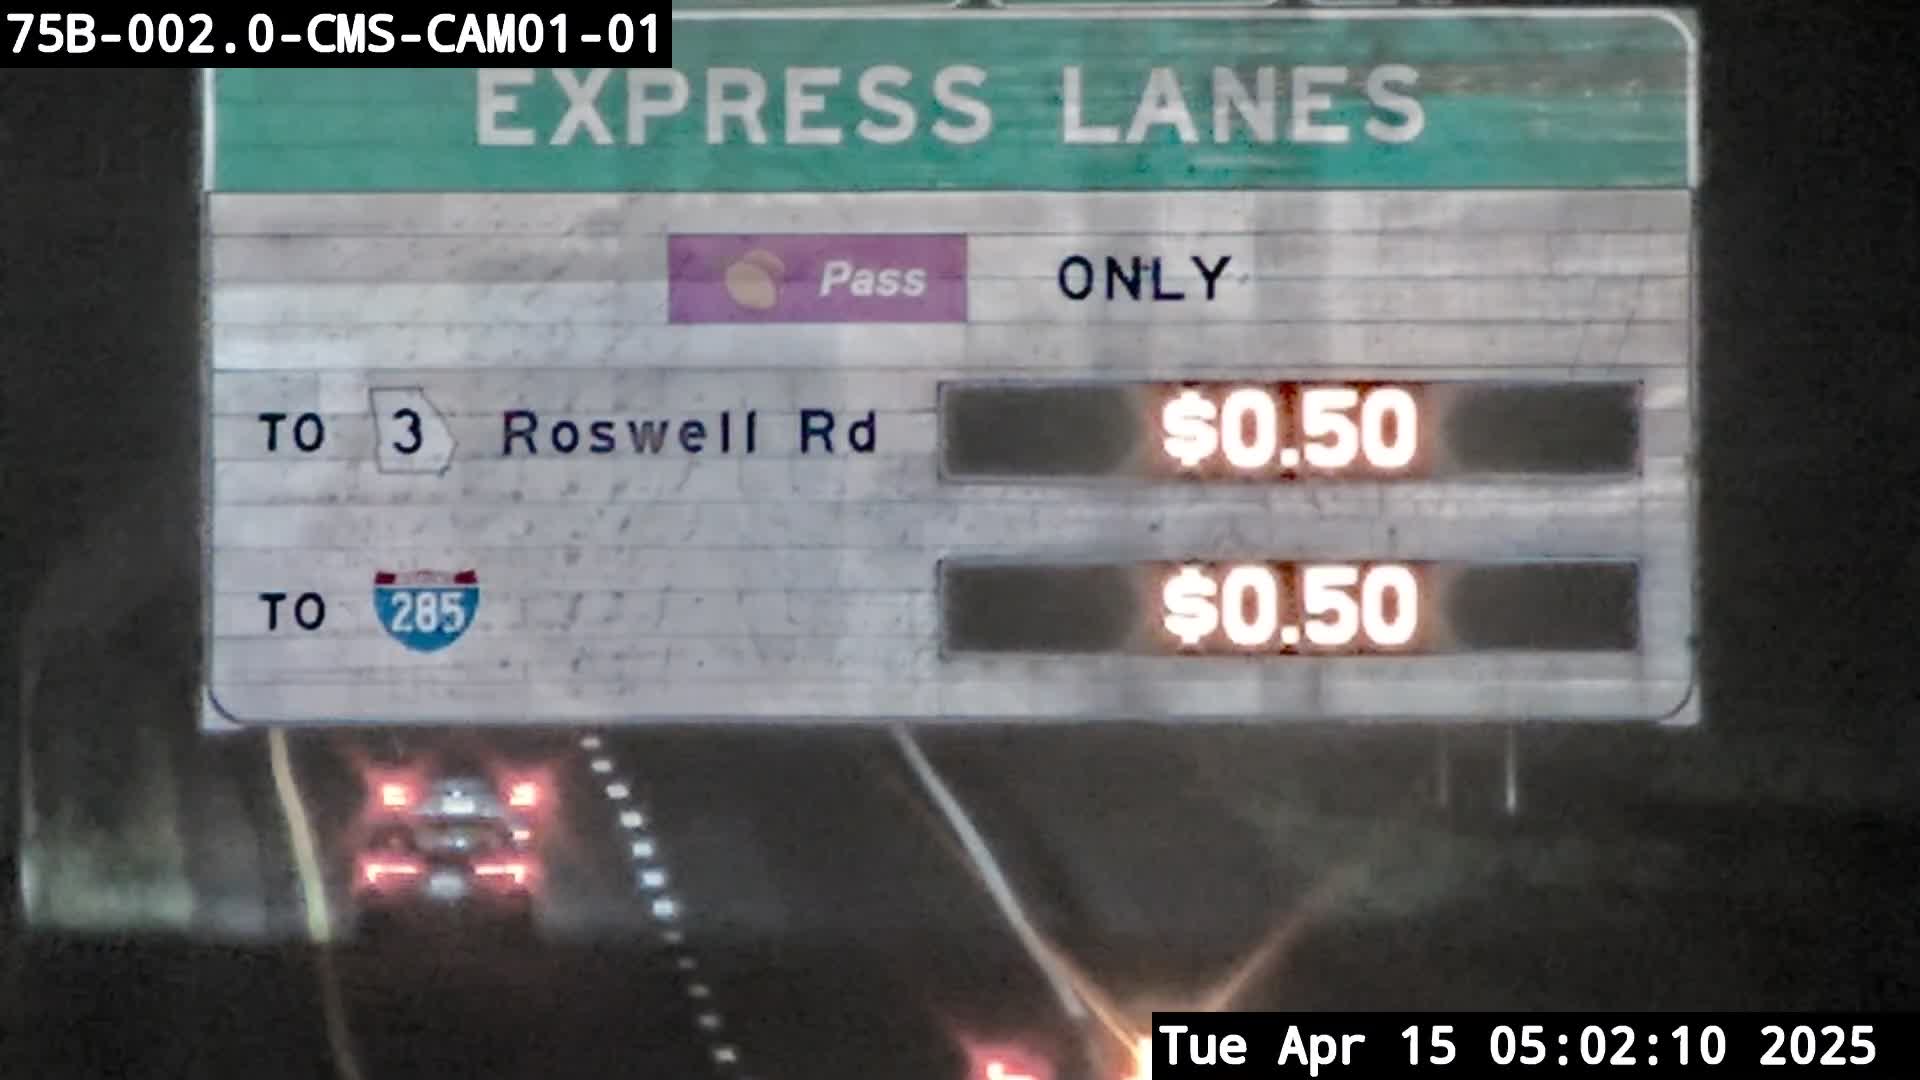 75B-002.0-CMS-CAM01-01
EXPRESS LANES
Pass ONLY
TO 3 Roswell Rd $0.50
TO 285 $0.50
Tue Apr 15 05:02:10 2025